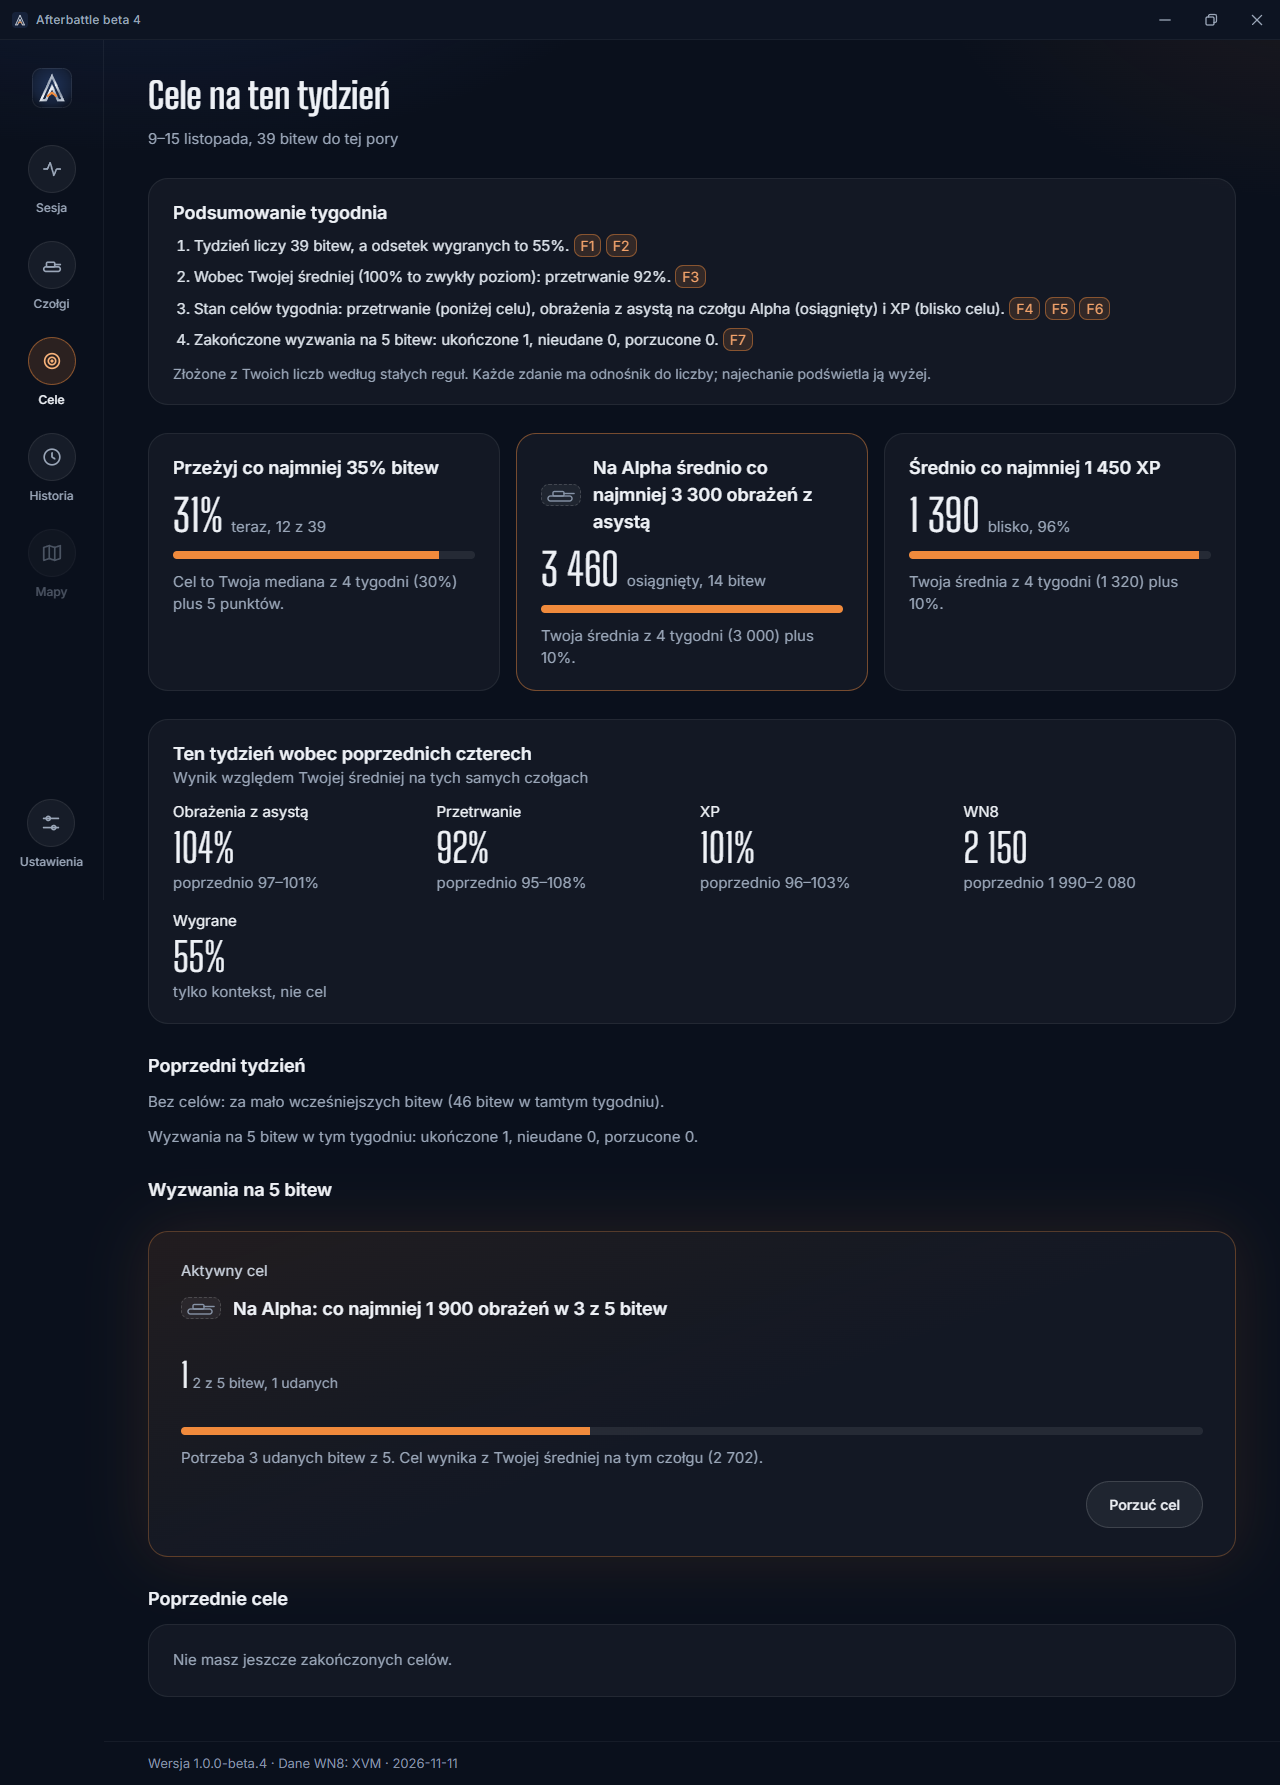 Afterbattle beta 4
Cele na ten tydzień
9–15 listopada, 39 bitew do tej pory
Sesja
Czołgi
Cele
Historia
Mapy
Ustawienia
Podsumowanie tygodnia
1. Tydzień liczy 39 bitew, a odsetek wygranych to 55%. F1 F2
2. Wobec Twojej średniej (100% to zwykły poziom): przetrwanie 92%. F3
3. Stan celów tygodnia: przetrwanie (poniżej celu), obrażenia z asystą na czołgu Alpha (osiągnięty) i XP (blisko celu). F4 F5 F6
4. Zakończone wyzwania na 5 bitew: ukończone 1, nieudane 0, porzucone 0. F7
Złożone z Twoich liczb według stałych reguł. Każde zdanie ma odnośnik do liczby; najechanie podświetla ją wyżej.
Przeżyj co najmniej 35% bitew
31% teraz, 12 z 39
Cel to Twoja mediana z 4 tygodni (30%)
plus 5 punktów.
Na Alpha średnio co
najmniej 3 300 obrażeń z
asystą
3 460 osiągnięty, 14 bitew
Twoja średnia z 4 tygodni (3 000) plus
10%.
Średnio co najmniej 1 450 XP
1 390 blisko, 96%
Twoja średnia z 4 tygodni (1 320) plus
10%.
Ten tydzień wobec poprzednich czterech
Wynik względem Twojej średniej na tych samych czołgach
Obrażenia z asystą
104%
poprzednio 97–101%
Przetrwanie
92%
poprzednio 95–108%
XP
101%
poprzednio 96–103%
WN8
2 150
poprzednio 1 990–2 080
Wygrane
55%
tylko kontekst, nie cel
Poprzedni tydzień
Bez celów: za mało wcześniejszych bitew (46 bitew w tamtym tygodniu).
Wyzwania na 5 bitew w tym tygodniu: ukończone 1, nieudane 0, porzucone 0.
Wyzwania na 5 bitew
Aktywny cel
Na Alpha: co najmniej 1 900 obrażeń w 3 z 5 bitew
1 2 z 5 bitew, 1 udanych
Potrzeba 3 udanych bitew z 5. Cel wynika z Twojej średniej na tym czołgu (2 702).
Porzuć cel
Poprzednie cele
Nie masz jeszcze zakończonych celów.
Wersja 1.0.0-beta.4 · Dane WN8: XVM · 2026-11-11